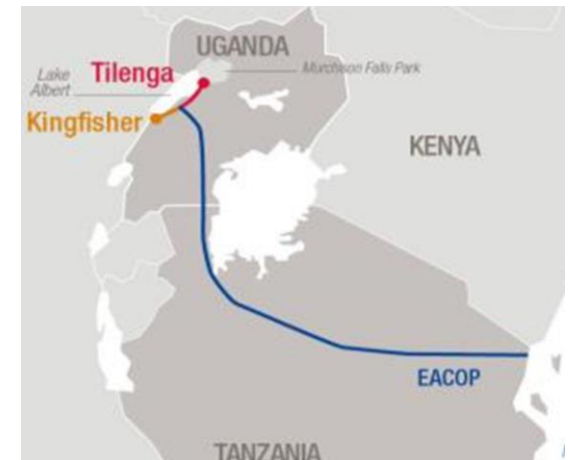 UGANDA
Murchison Falls Park
Lake
Albert
Tilenga
Kingfisher
KENYA
EACOP
TANZANIA